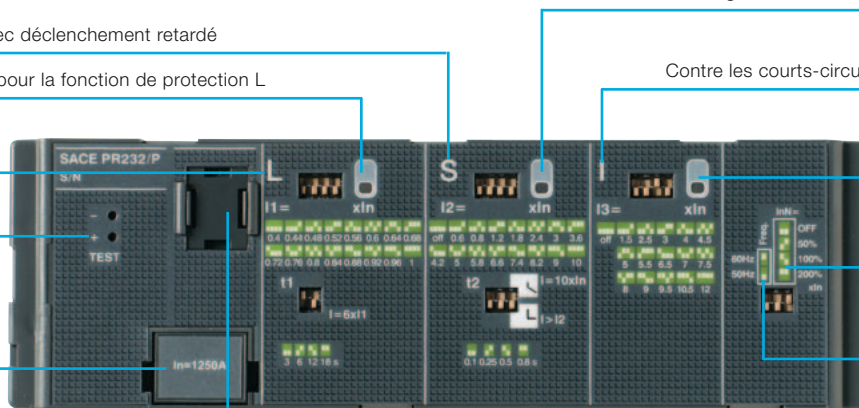 ec déclenchement retardé
pour la fonction de protection L
Contre les courts-circu
SACE PR232/P
S/N
- 
+
TEST
In=1250A
L
I1=
xIn
0.4 0.44 0.48 0.52 0.56 0.6 0.64 0.68
0.72 0.76 0.8 0.84 0.88 0.92 0.96 1
t1
I=6xI1
3 6 12 18 s
S
I2=
xIn
off 0.6 0.8 1.2 1.8 2.4 3 3.6
4.2 5 5.8 6.6 7.4 8.2 9 10
t2
I=10xIn
I>I2
0.1 0.25 0.5 0.8s
I
I3=
xIn
off 1.5 2.5 3 4 4.5
5 5.5 6.5 7 7.5
8 9 9.5 10.5 12
Freq.
60Hz
50Hz
InN=
OFF
50%
100%
200%
xIn